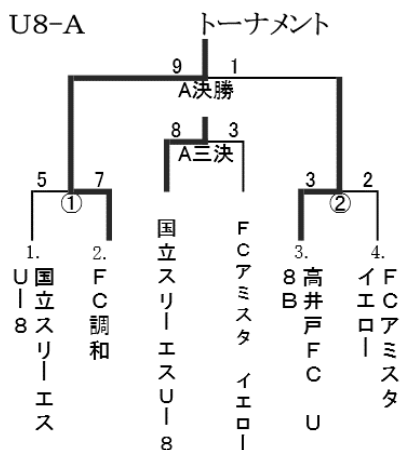 U8-A トーナメント
9 1
A決勝
8 3
A三決
5 7
①
3 2
②
1.
国立スリーエス
Uー8
2.
FC調和
国立スリーエスUー8
FCアミスタ イエロー
3.
高井戸FC U
8B
4.
FCアミスタ
イエロー